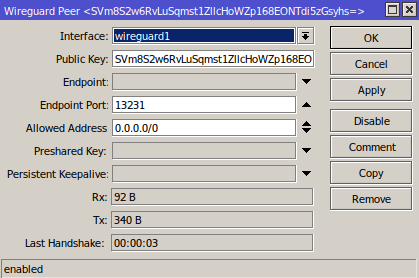 Wireguard Peer <SVm8S2w6RvLuSqmst1ZllcHoWZp168EONTdi5zGsyhs=>
Interface: wireguard1
OK
Public Key: SVm8S2w6RvLuSqmst1ZllcHoWZp168EO
Cancel
Endpoint:
Apply
Endpoint Port: 13231
Allowed Address 0.0.0.0/0
Disable
Preshared Key:
Comment
Persistent Keepalive:
Copy
Rx: 92 B
Remove
Tx: 340 B
Last Handshake: 00:00:03
enabled